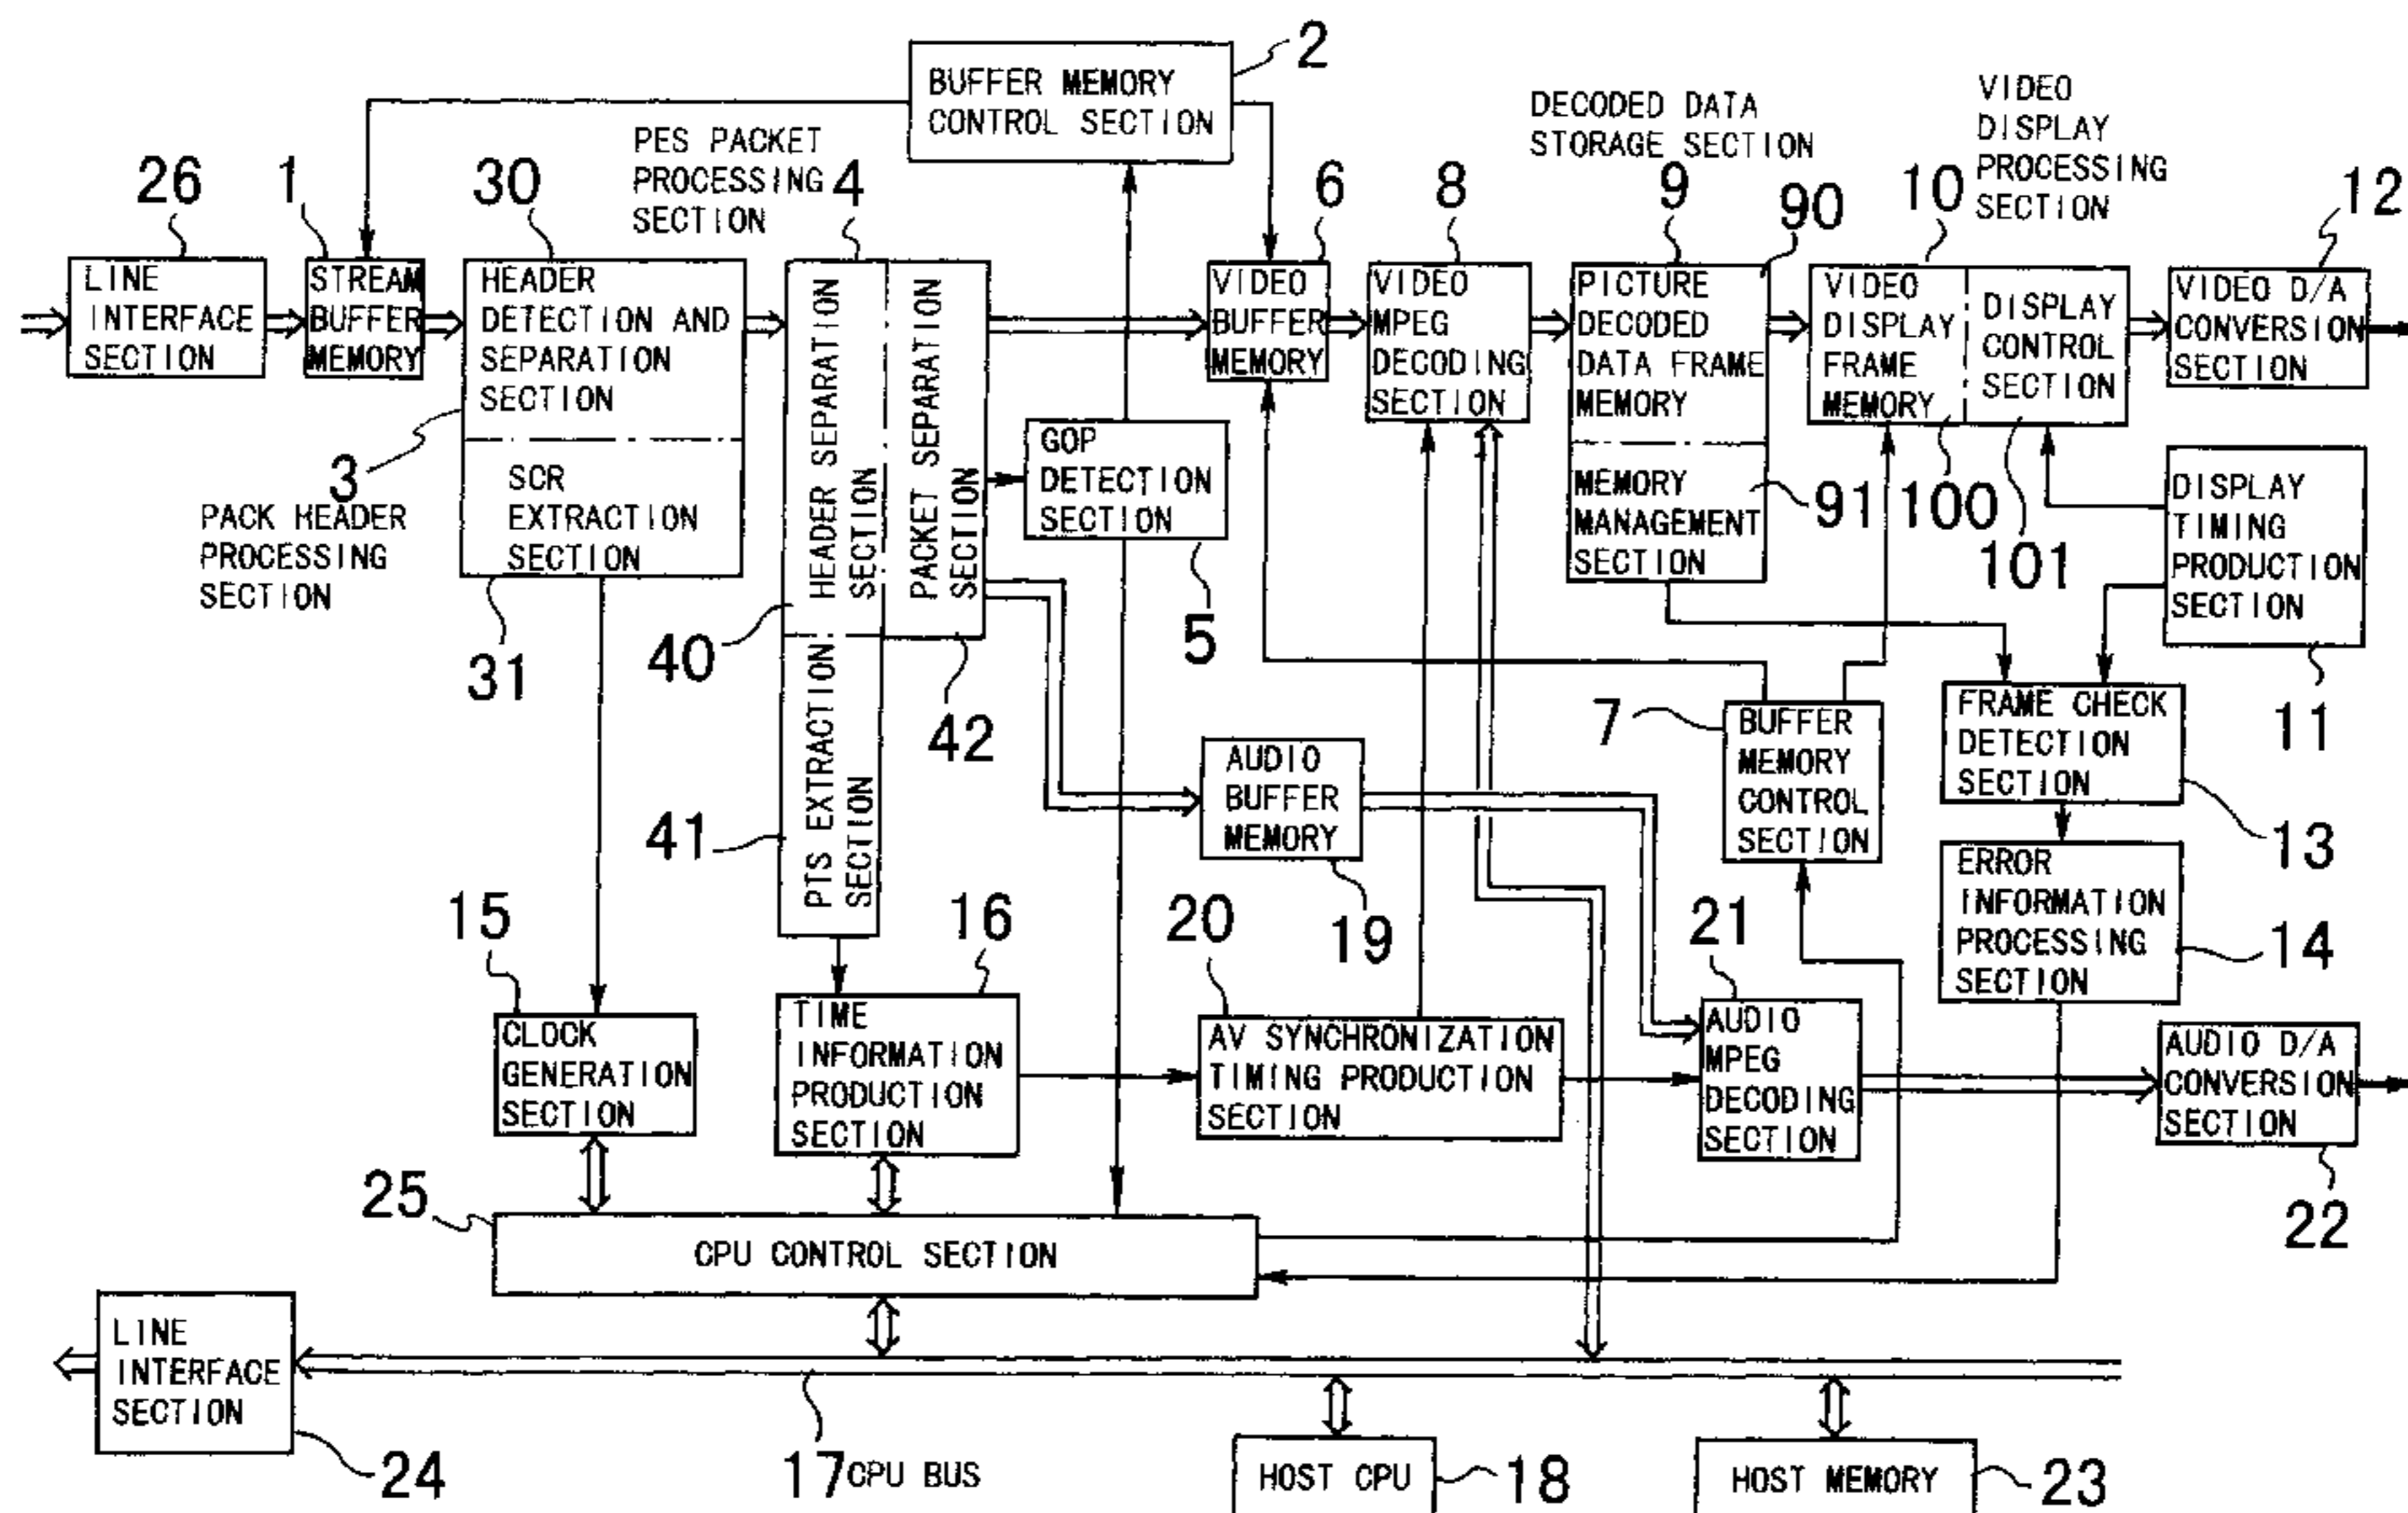 2
BUFFER MEMORY
CONTROL SECTION
PES PACKET
PROCESSING
SECTION
DECODED DATA
STORAGE SECTION
VIDEO
DISPLAY
PROCESSING
SECTION
26
1
30
4
6
8
9
90
10
12
LINE
INTERFACE
SECTION
STREAM
BUFFER
MEMORY
HEADER
DETECTION AND
SEPARATION
SECTION
SCR
EXTRACTION
SECTION
3
PACK HEADER
PROCESSING
SECTION
31
HEADER SEPARATION
SECTION
PACKET SEPARATION
SECTION
PTS EXTRACTION
SECTION
40
41
42
GOP
DETECTION
SECTION
5
VIDEO
BUFFER
MEMORY
VIDEO
MPEG
DECODING
SECTION
PICTURE
DECODED
DATA FRAME
MEMORY
MEMORY
MANAGEMENT
SECTION
91
VIDEO
DISPLAY
FRAME
MEMORY
100
DISPLAY
CONTROL
SECTION
101
VIDEO D/A
CONVERSION
SECTION
DISPLAY
TIMING
PRODUCTION
SECTION
11
7
BUFFER
MEMORY
CONTROL
SECTION
FRAME CHECK
DETECTION
SECTION
13
AUDIO
BUFFER
MEMORY
19
ERROR
INFORMATION
PROCESSING
SECTION
14
15
CLOCK
GENERATION
SECTION
16
TIME
INFORMATION
PRODUCTION
SECTION
20
AV SYNCHRONIZATION
TIMING PRODUCTION
SECTION
21
AUDIO
MPEG
DECODING
SECTION
AUDIO D/A
CONVERSION
SECTION
22
25
CPU CONTROL SECTION
LINE
INTERFACE
SECTION
24
17 CPU BUS
HOST CPU
18
HOST MEMORY
23